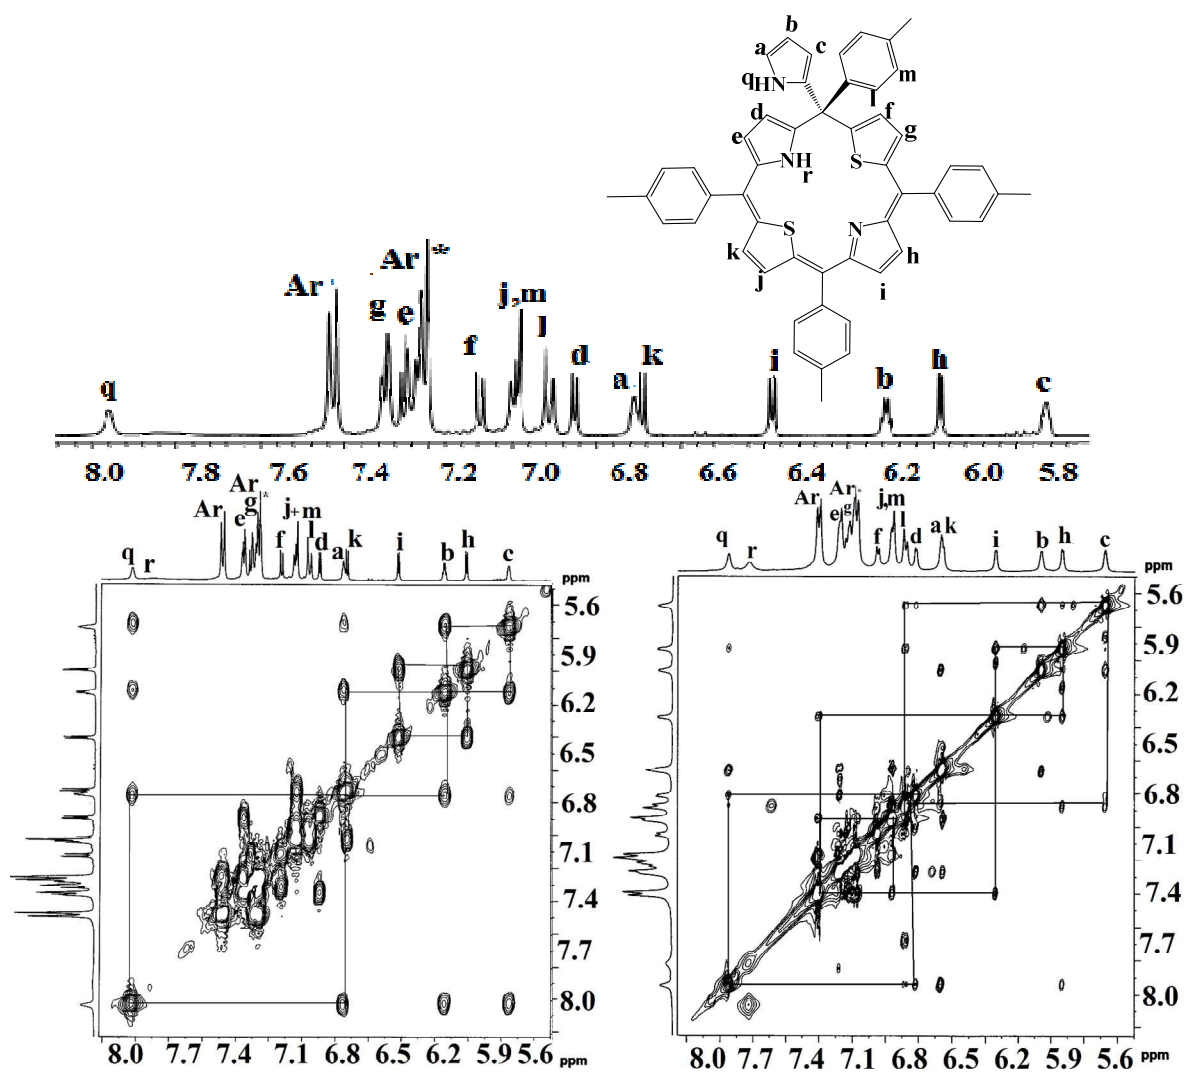 b
a
c
q HN
m
l
d
f
e
g
NH
S
r
S
N
k
h
j
i
Ar
*
Ar
g
e
j ,m
l
f
d
k
q
a
i
b
h
c
8.0 7.8 7.6 7.4 7.2 7.0 6.8 6.6 6.4 6.2 6.0 5.8
Ar
*
Ar
g
e
j+m
l
f
d
a k
i
b h
c
q r
ppm
5.6
5.9
6.2
6.5
6.8
7.1
7.4
7.7
8.0
8.0 7.7 7.4 7.1 6.8 6.5 6.2 5.9 5.6 ppm
Ar
Ar
*
j,m
e g
l
f
d
a k
i
b h
c
q
r
ppm
5.6
5.9
6.2
6.5
6.8
7.1
7.4
7.7
8.0
8.0 7.7 7.4 7.1 6.8 6.5 6.2 5.9 5.6 ppm